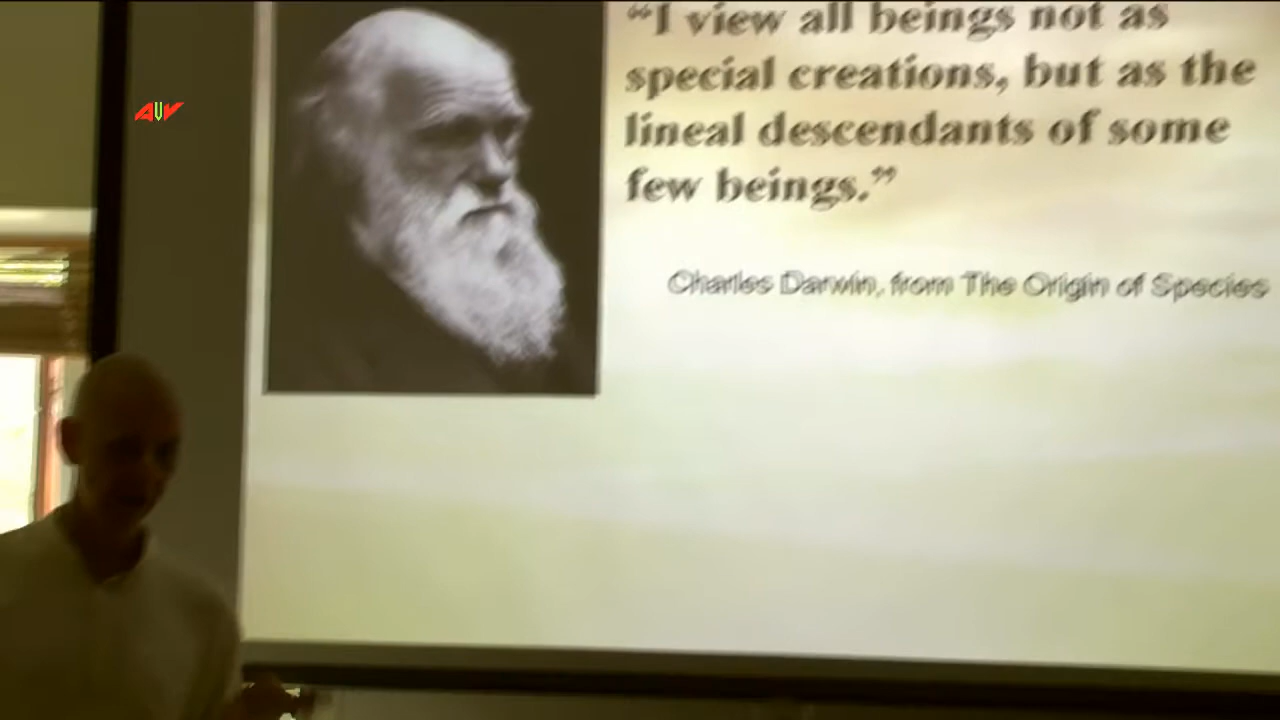 “I view all beings not as
special creations, but as the
lineal descendants of some
few beings.”
Charles Darwin, from The Origin of Species
AV